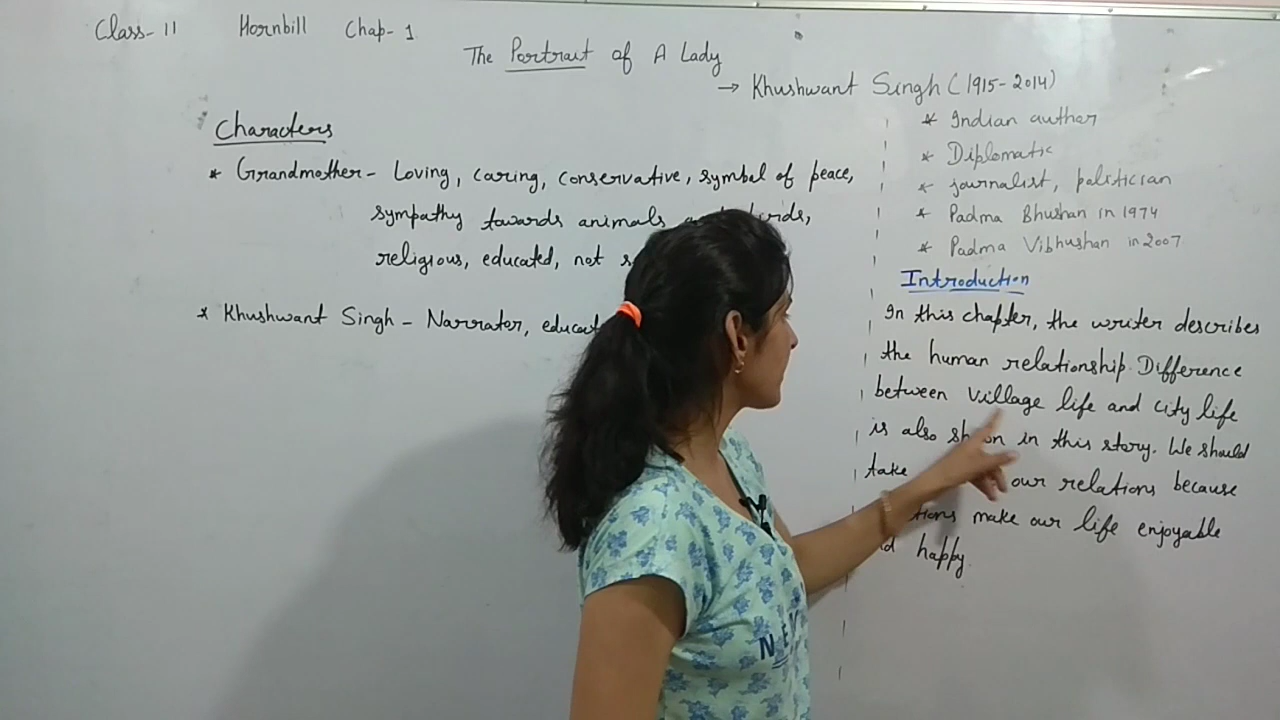 Class-11 Hornbill Chap-1
The Portrait of A Lady
→ Khushwant Singh (1915-2014)
* Indian author
* Diplomatic
* journalist, politician
* Padma Bhushan in 1974
* Padma Vibhushan in 2007
Characters
* Grandmother - Loving, caring, conservative, symbol of peace,
sympathy towards animals
religious, educated, not
* Khushwant Singh - Narrator,
Introduction
In this chapter, the writer describes
the human relationship. Difference
between village life and city life
is also in this story. We should
take our relations because
make our life enjoyable
happy.
NEW